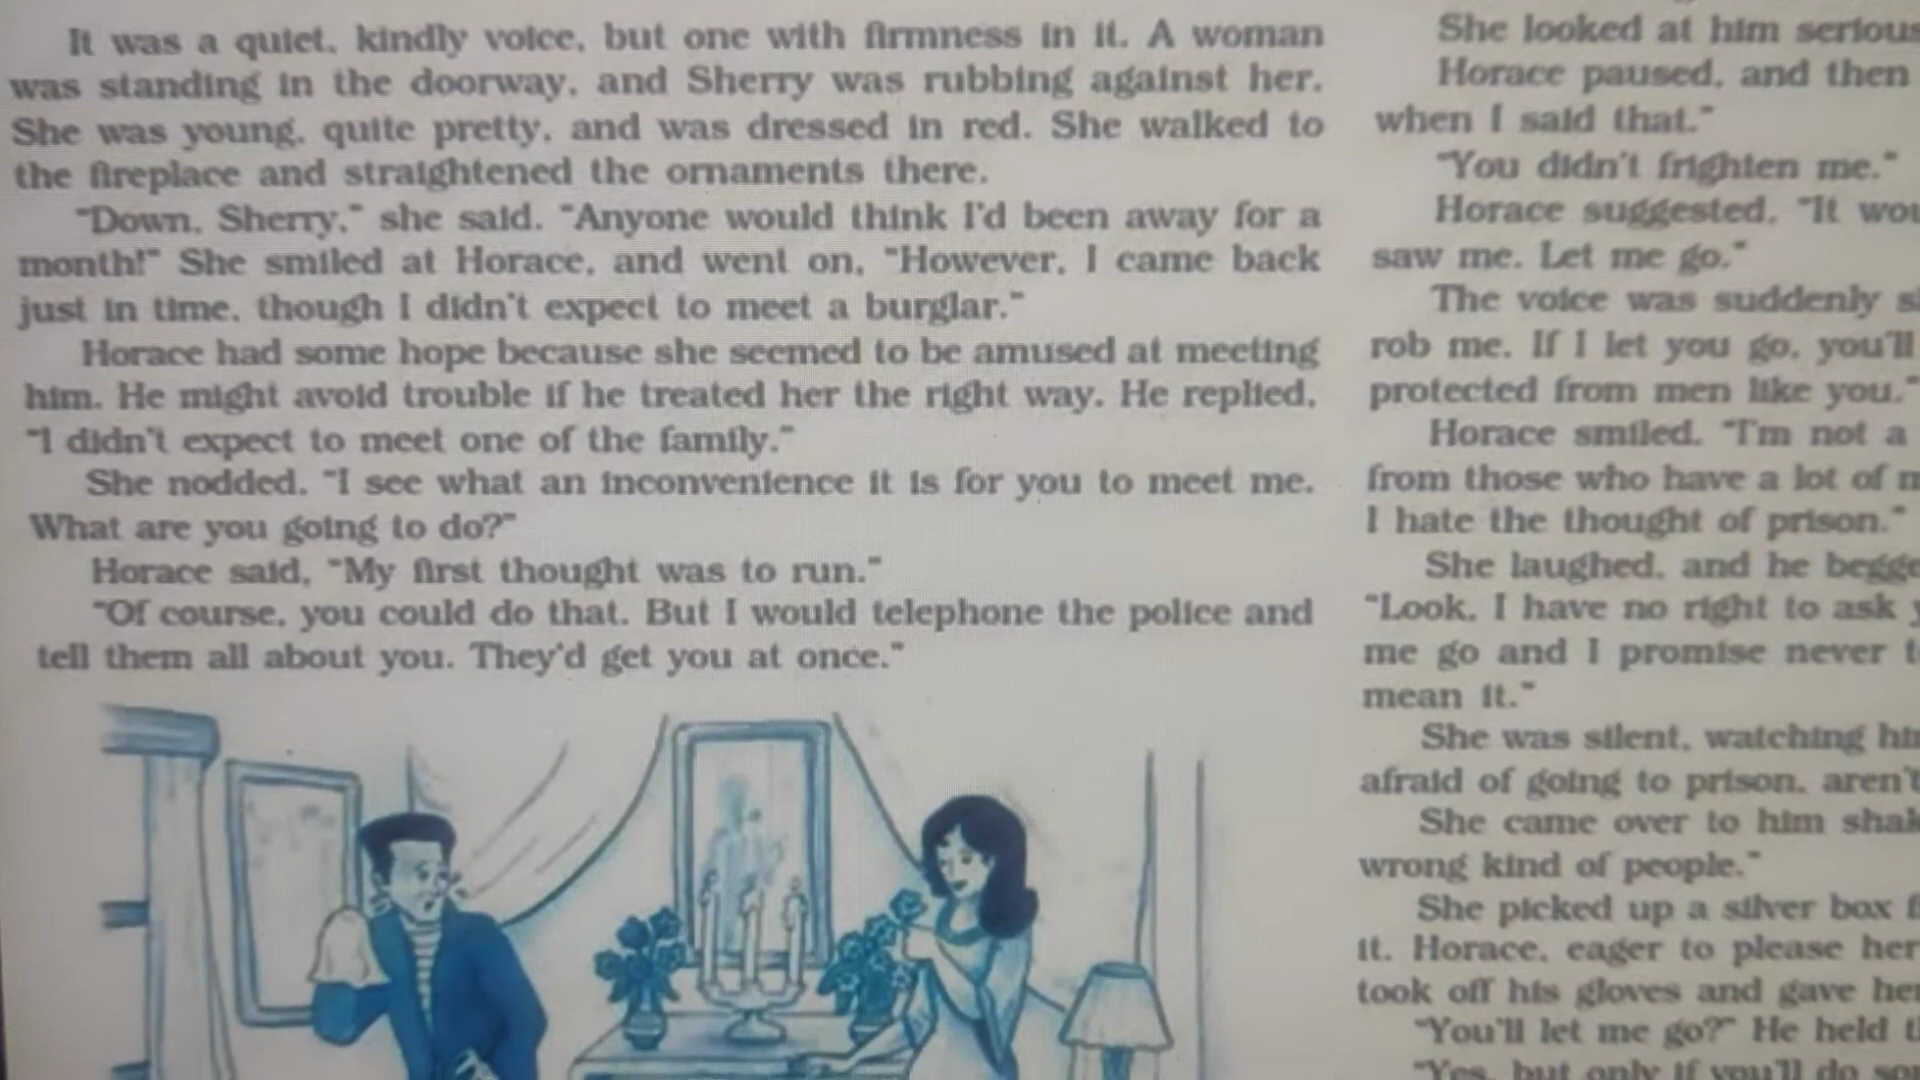 It was a quiet, kindly voice, but one with firmness in it. A woman
was standing in the doorway, and Sherry was rubbing against her.
She was young, quite pretty, and was dressed in red. She walked to
the fireplace and straightened the ornaments there.
"Down, Sherry," she said. "Anyone would think I'd been away for a
month!" She smiled at Horace, and went on, "However, I came back
just in time, though I didn't expect to meet a burglar."
Horace had some hope because she seemed to be amused at meeting
him. He might avoid trouble if he treated her the right way. He replied,
"I didn't expect to meet one of the family."
She nodded. "I see what an inconvenience it is for you to meet me.
What are you going to do?"
Horace said, "My first thought was to run."
"Of course, you could do that. But I would telephone the police and
tell them all about you. They'd get you at once."
She looked at him
Horace paused, and then
when I said that."
"You didn't frighten me."
Horace suggested, "It
saw me. Let me go."
The voice was suddenly
rob me. If I let you go, you'll
protected from men like you."
Horace smiled. "I'm not a
from those who have a lot of
I hate the thought of prison."
She laughed, and he
"Look, I have no right to ask
me go and I promise never
mean it."
She was silent, watching
afraid of going to prison,
She came over to him
wrong kind of people."
She picked up a silver box
it. Horace, eager to please her
took off his gloves and gave
"You'll let me go?" He held
"Yes, but only if you'll do